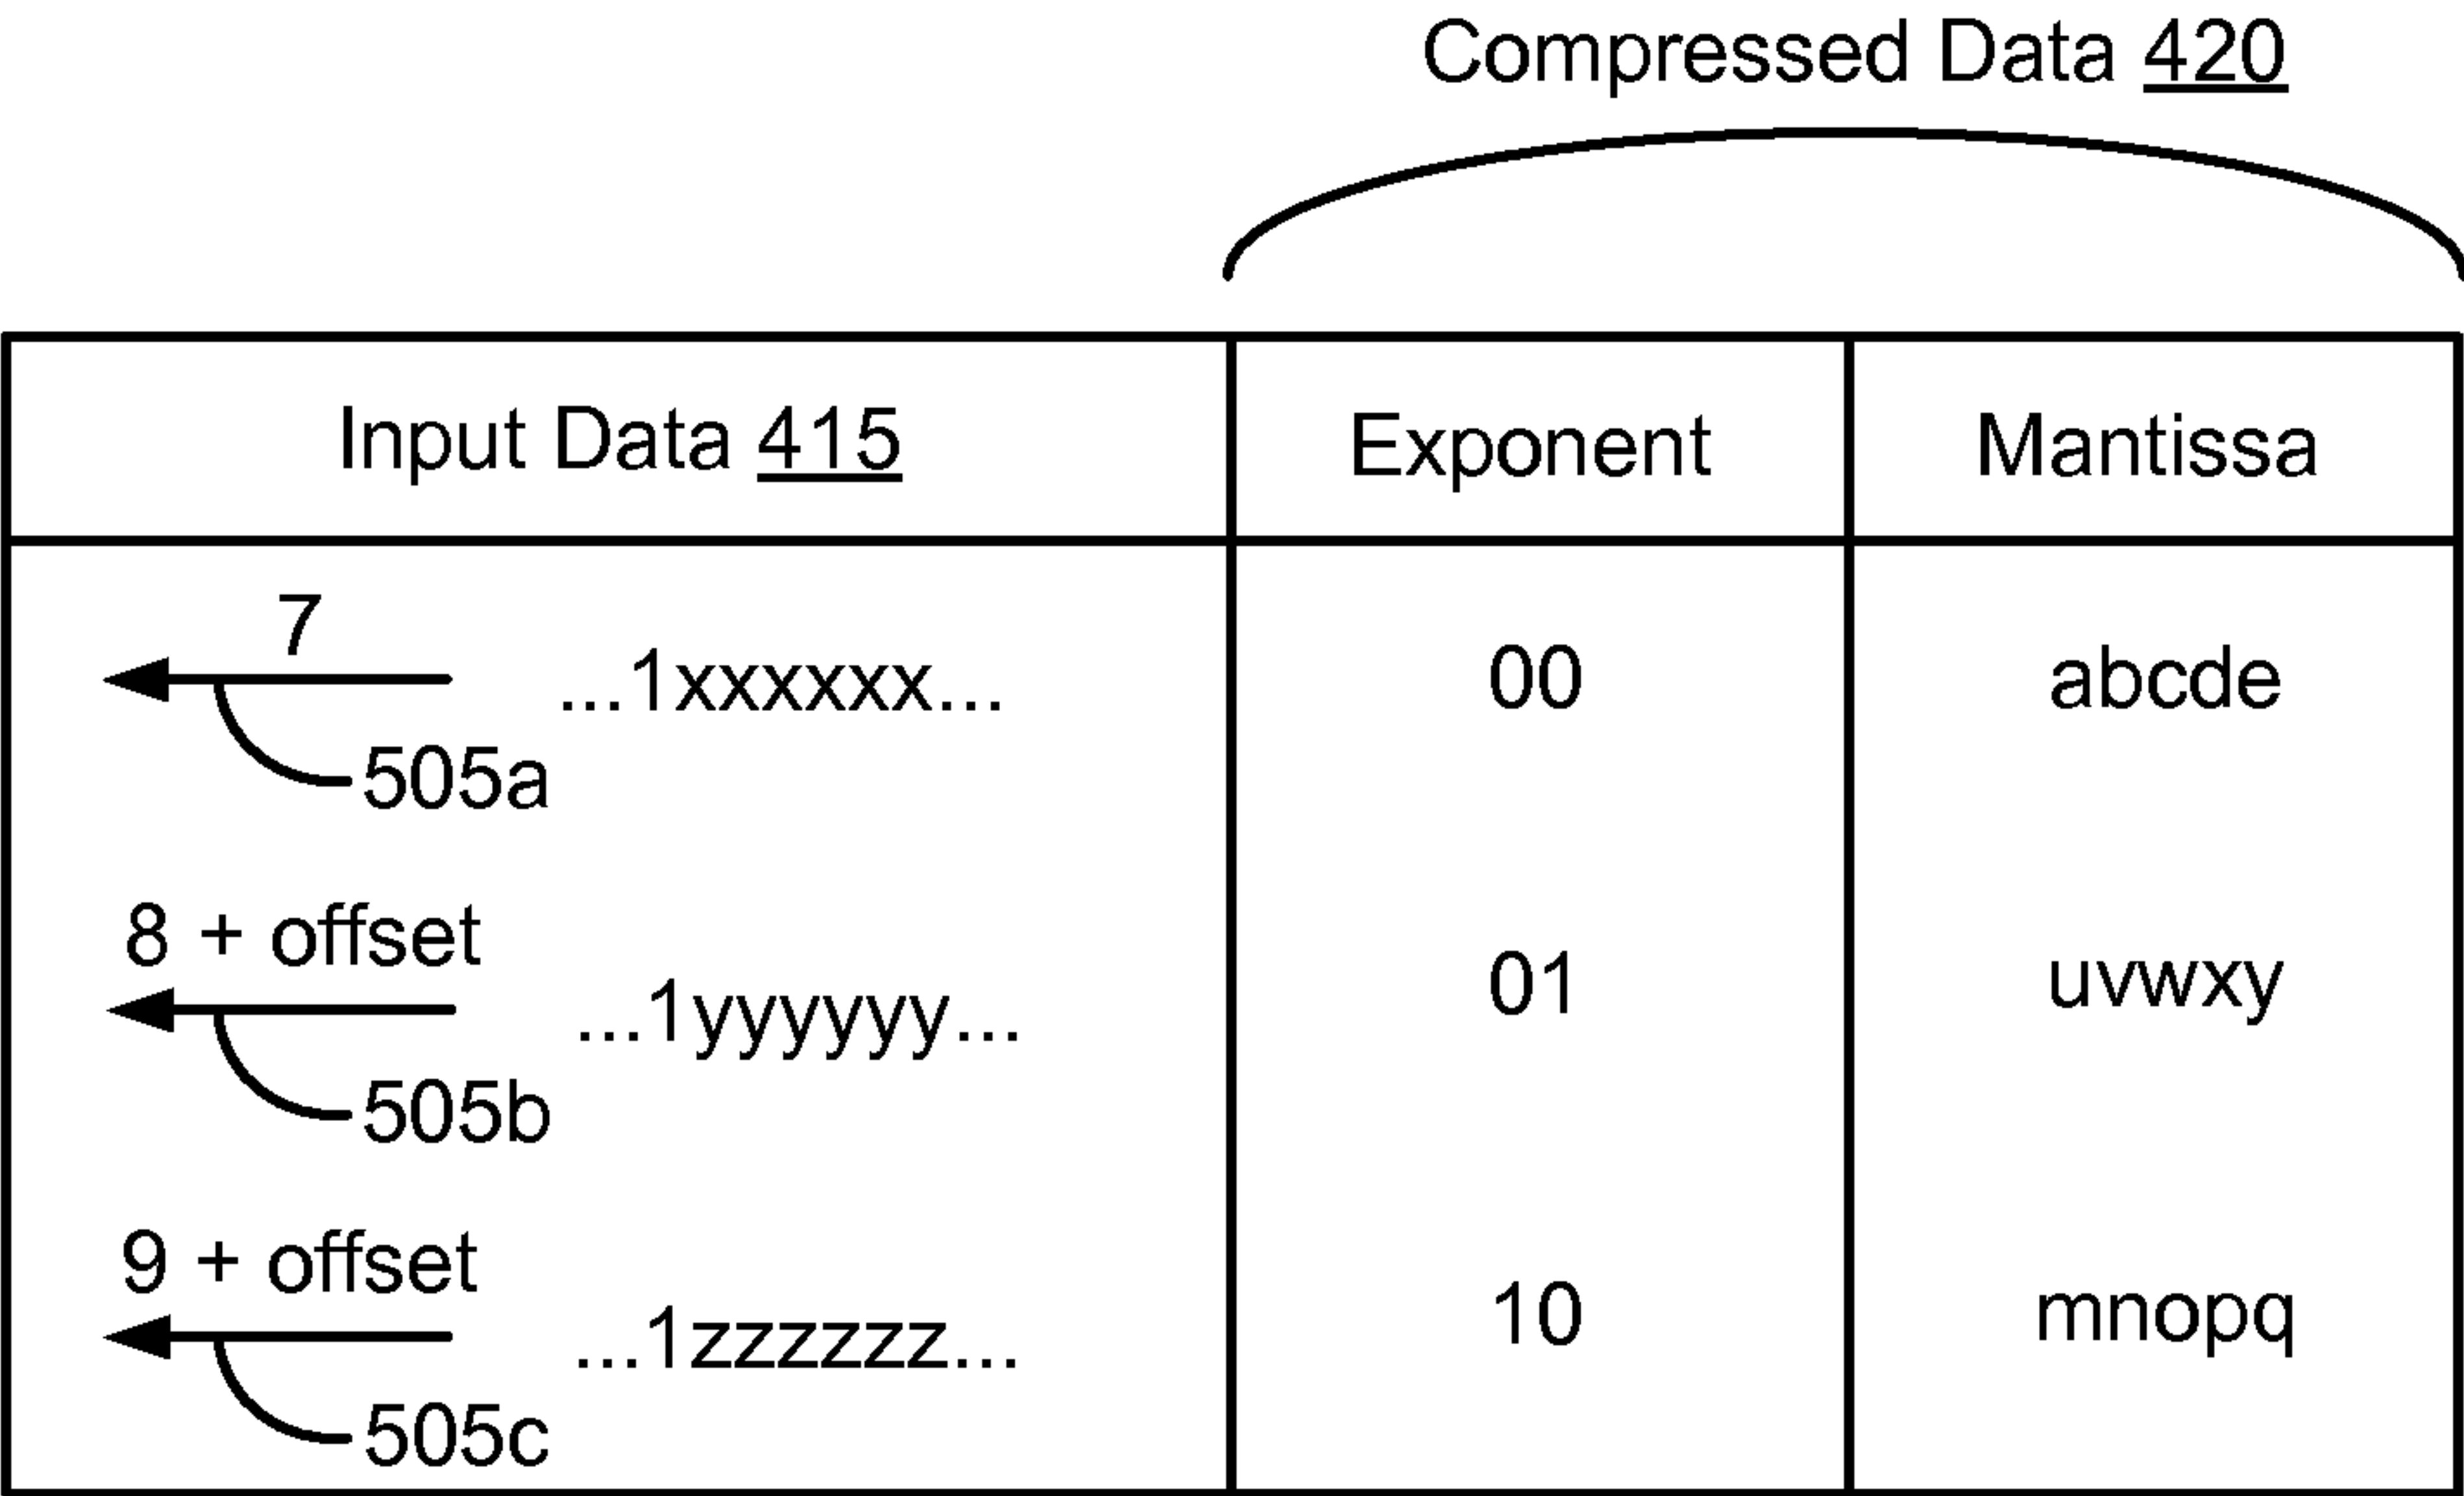 Compressed Data 420
Input Data 415 Exponent Mantissa
7
...1xxxxxx... 00 abcde
505a
8 + offset
...1yyyyyy... 01 uvwxy
505b
9 + offset
...1zzzzzz... 10 mnopq
505c